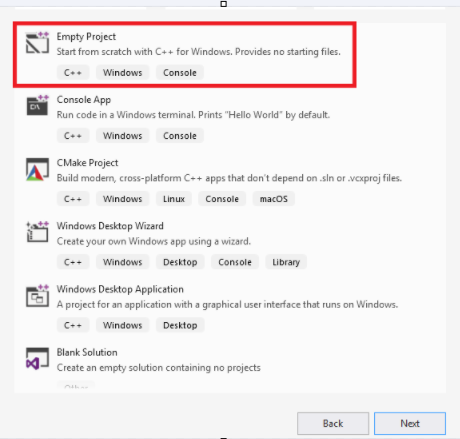 Empty Project
Start from scratch with C++ for Windows. Provides no starting files.
C++ Windows Console
Console App
Run code in a Windows terminal. Prints "Hello World" by default.
C++ Windows Console
CMake Project
Build modern, cross-platform C++ apps that don't depend on .sln or .vcxproj files.
C++ Windows Linux Console macOS
Windows Desktop Wizard
Create your own Windows app using a wizard.
C++ Windows Desktop Console Library
Windows Desktop Application
A project for an application with a graphical user interface that runs on Windows.
C++ Windows Desktop
Blank Solution
Create an empty solution containing no projects
Other
Back Next